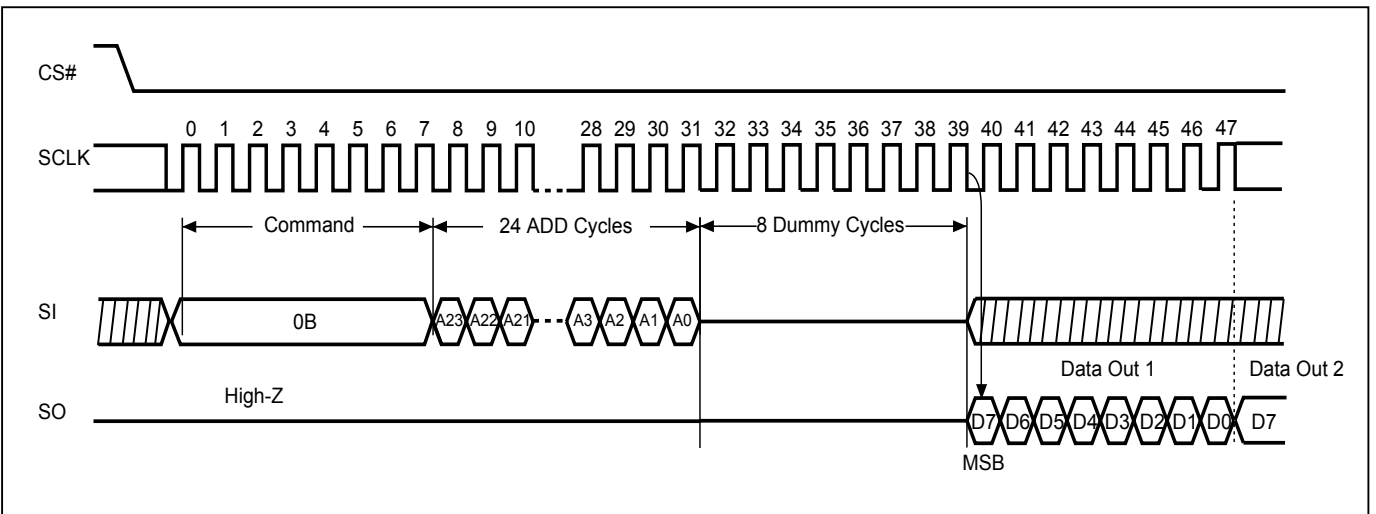 CS#
0 1 2 3 4 5 6 7 8 9 10 28 29 30 31 32 33 34 35 36 37 38 39 40 41 42 43 44 45 46 47
SCLK
Command 24 ADD Cycles 8 Dummy Cycles
SI 0B A23 A22 A21 A3 A2 A1 A0
Data Out 1 Data Out 2
High-Z
SO D7 D6 D5 D4 D3 D2 D1 D0 D7
MSB